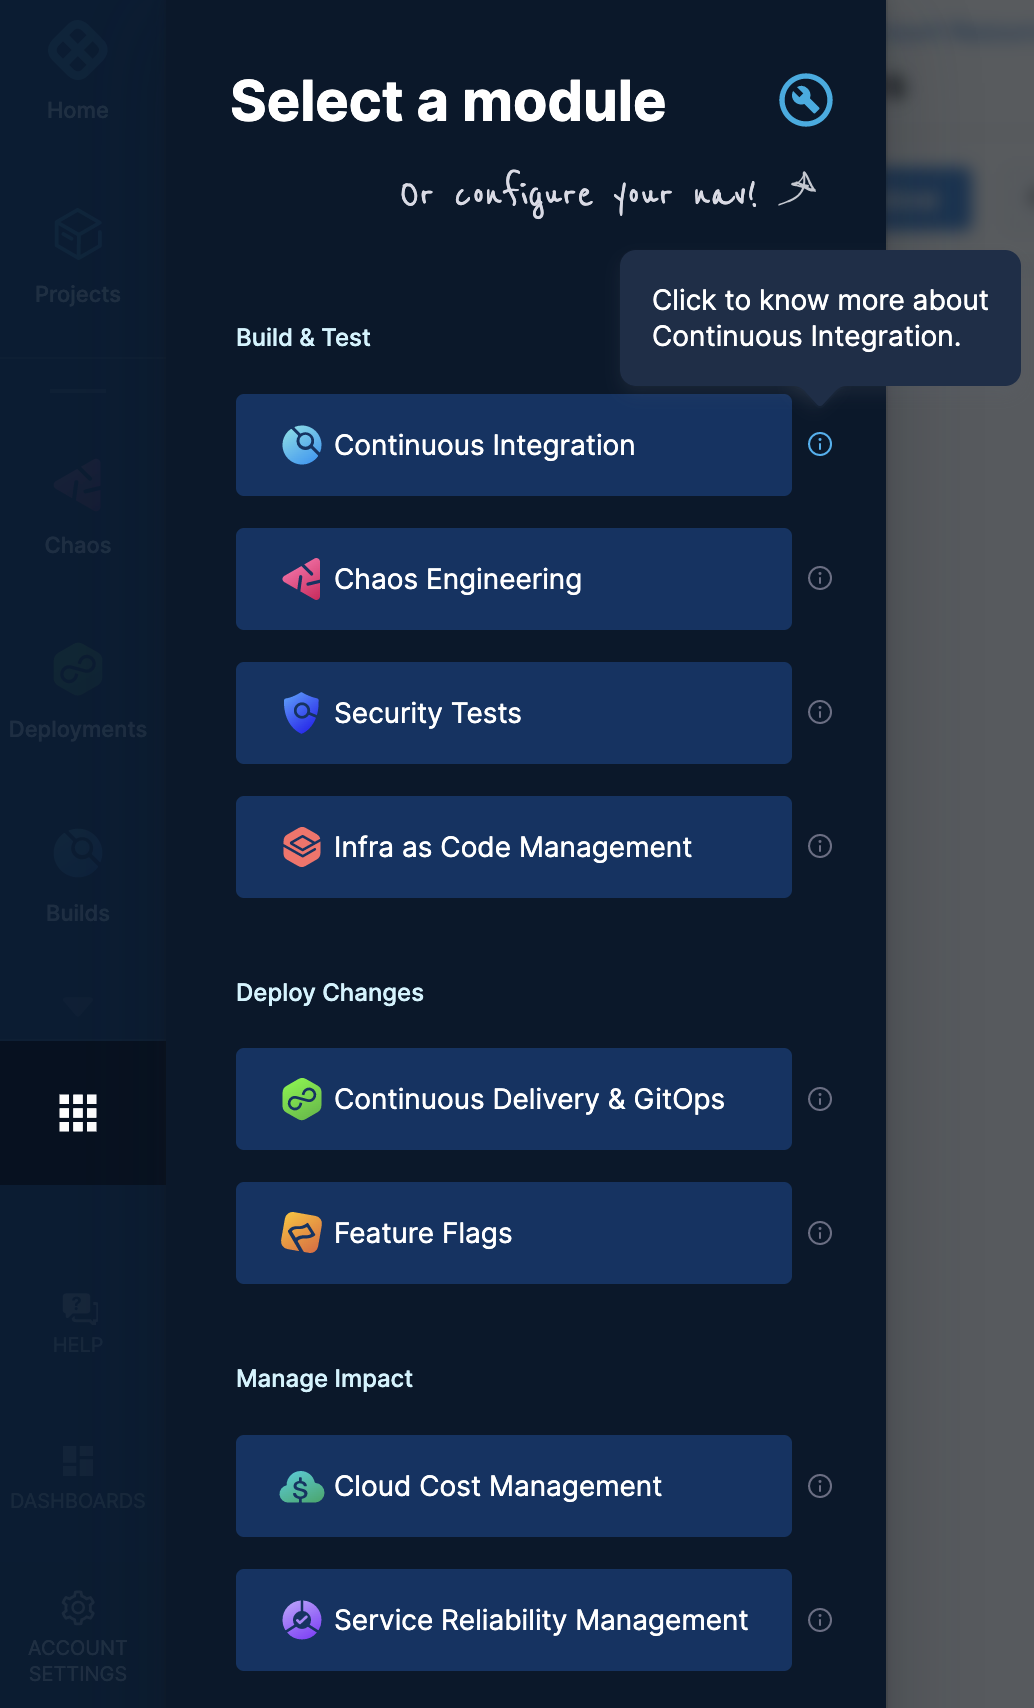 Home
Projects
Chaos
Deployments
Builds
HELP
DASHBOARDS
ACCOUNT
SETTINGS
Select a module
Or configure your nav!
Click to know more about
Continuous Integration.
Build & Test
Continuous Integration
Chaos Engineering
Security Tests
Infra as Code Management
Deploy Changes
Continuous Delivery & GitOps
Feature Flags
Manage Impact
Cloud Cost Management
Service Reliability Management